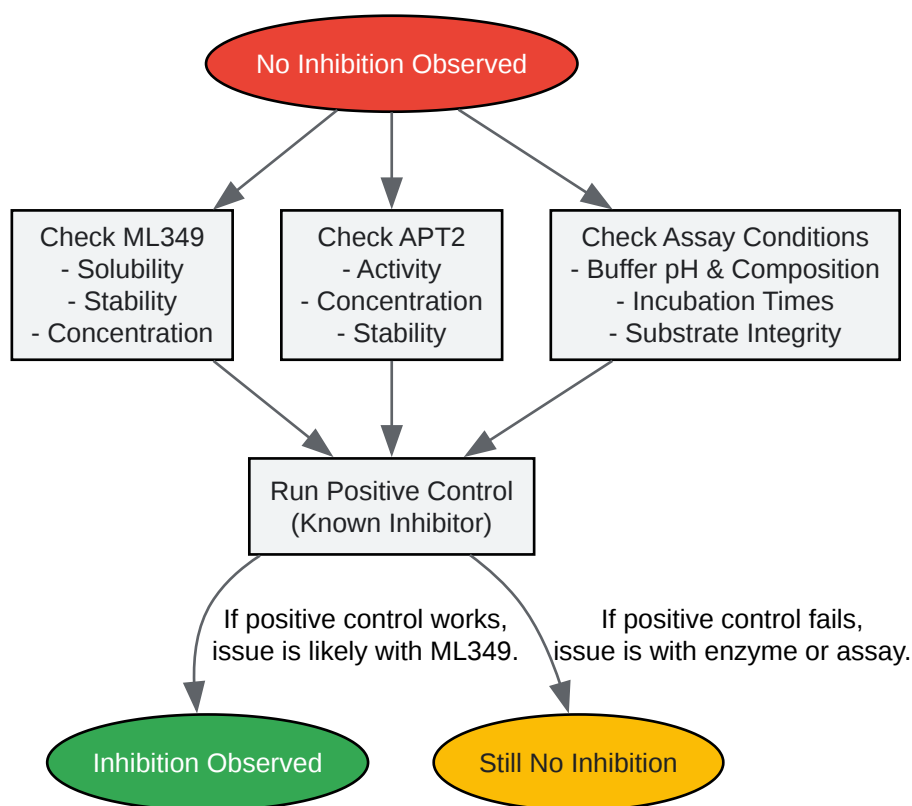 No Inhibition Observed
Check ML349
- Solubility
- Stability
- Concentration
Check APT2
- Activity
- Concentration
- Stability
Check Assay Conditions
- Buffer pH & Composition
- Incubation Times
- Substrate Integrity
Run Positive Control
(Known Inhibitor)
If positive control works,
issue is likely with ML349.
If positive control fails,
issue is with enzyme or assay.
Inhibition Observed
Still No Inhibition